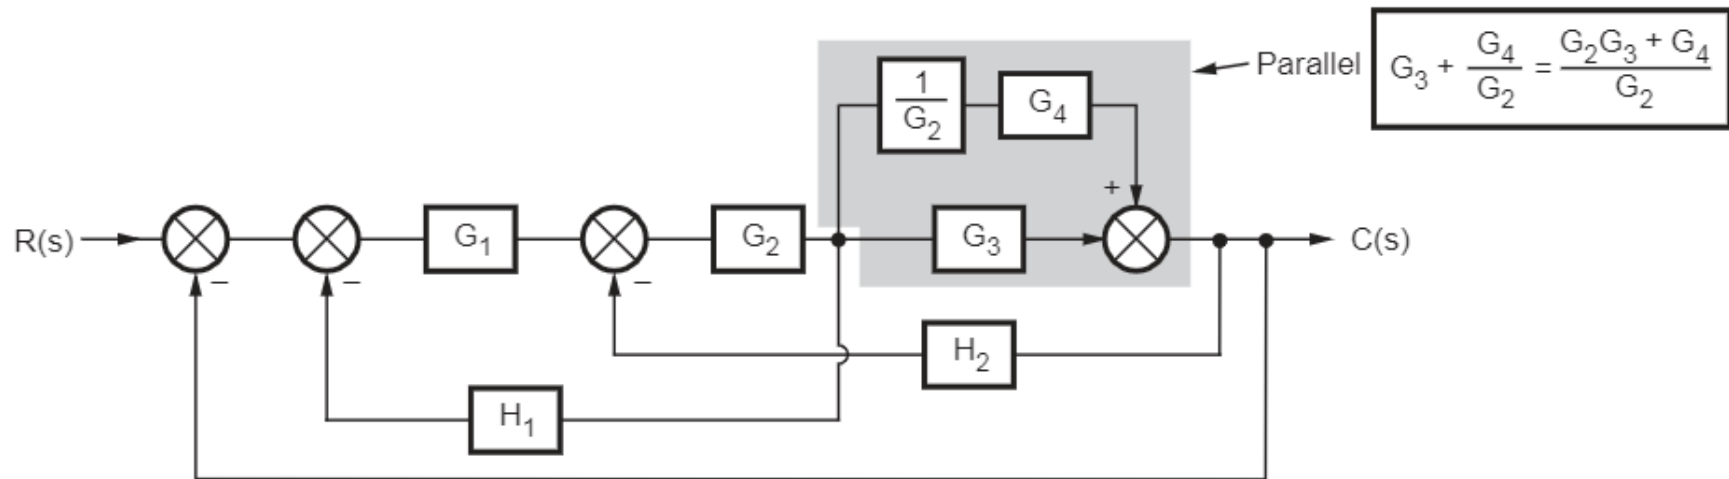 1/G₂
G₄
Parallel
G₃ + G₄/G₂ = (G₂G₃ + G₄)/G₂
+
R(s)
G₁
G₂
G₃
C(s)
−
−
−
H₂
H₁